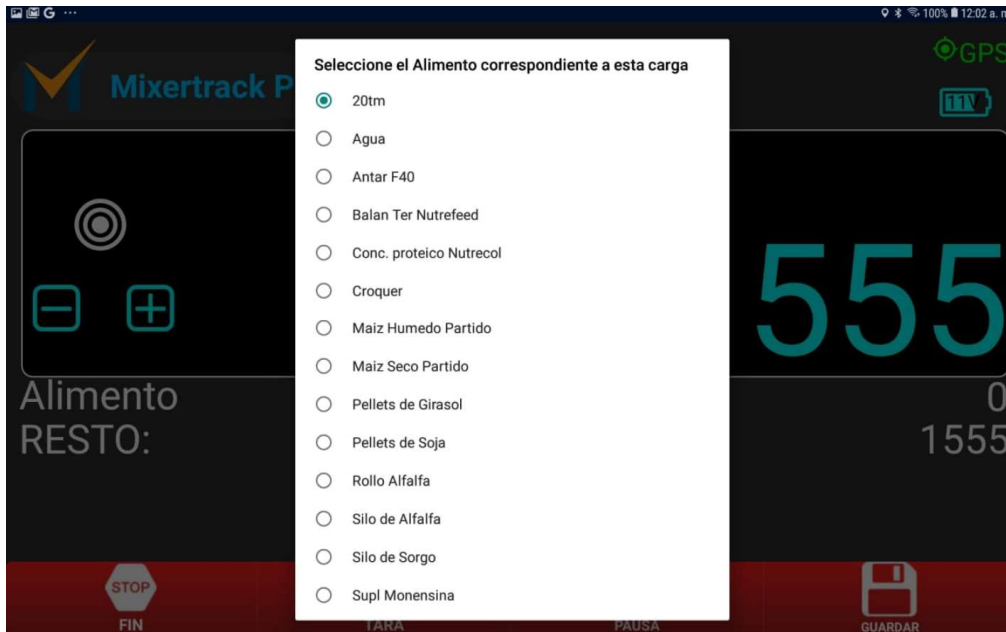 G ...
100% 12:02 a. m
Mixertrack P
GPS
11V
Seleccione el Alimento correspondiente a esta carga
20tm
Agua
Antar F40
Balan Ter Nutrefeed
Conc. proteico Nutrecol
Croquer
Maiz Humedo Partido
Maiz Seco Partido
Pellets de Girasol
Pellets de Soja
Rollo Alfalfa
Silo de Alfalfa
Silo de Sorgo
Supl Monensina
555
Alimento 0
RESTO: 1555
STOP
FIN TARA PAUSA GUARDAR